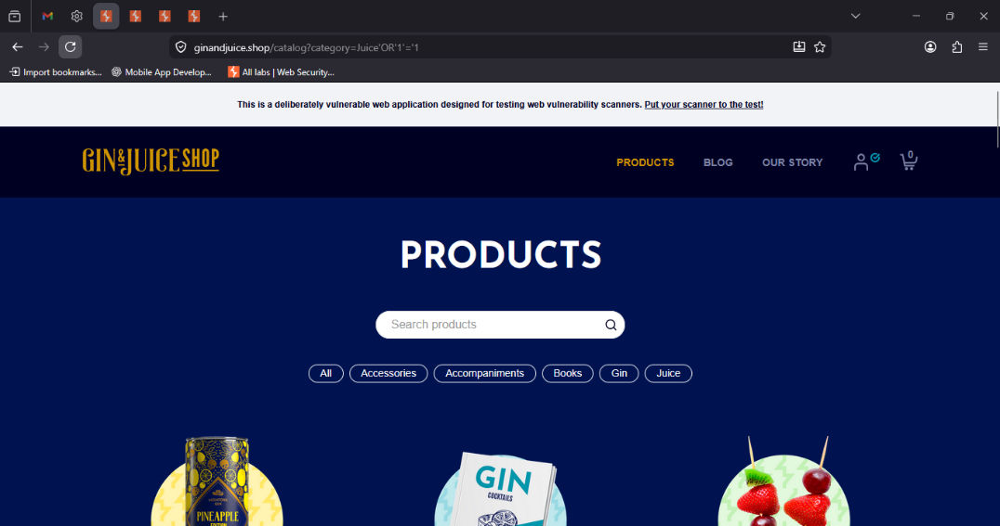 ginandjuice.shop/catalog?category=Juice'OR'1'='1
Import bookmarks... Mobile App Develop... All labs | Web Security...
This is a deliberately vulnerable web application designed for testing web vulnerability scanners. Put your scanner to the test!
GIN&JUICE SHOP
PRODUCTS BLOG OUR STORY 0
PRODUCTS
Search products
All Accessories Accompaniments Books Gin Juice
PINEAPPLE
EDITION
GIN
COCKTAILS